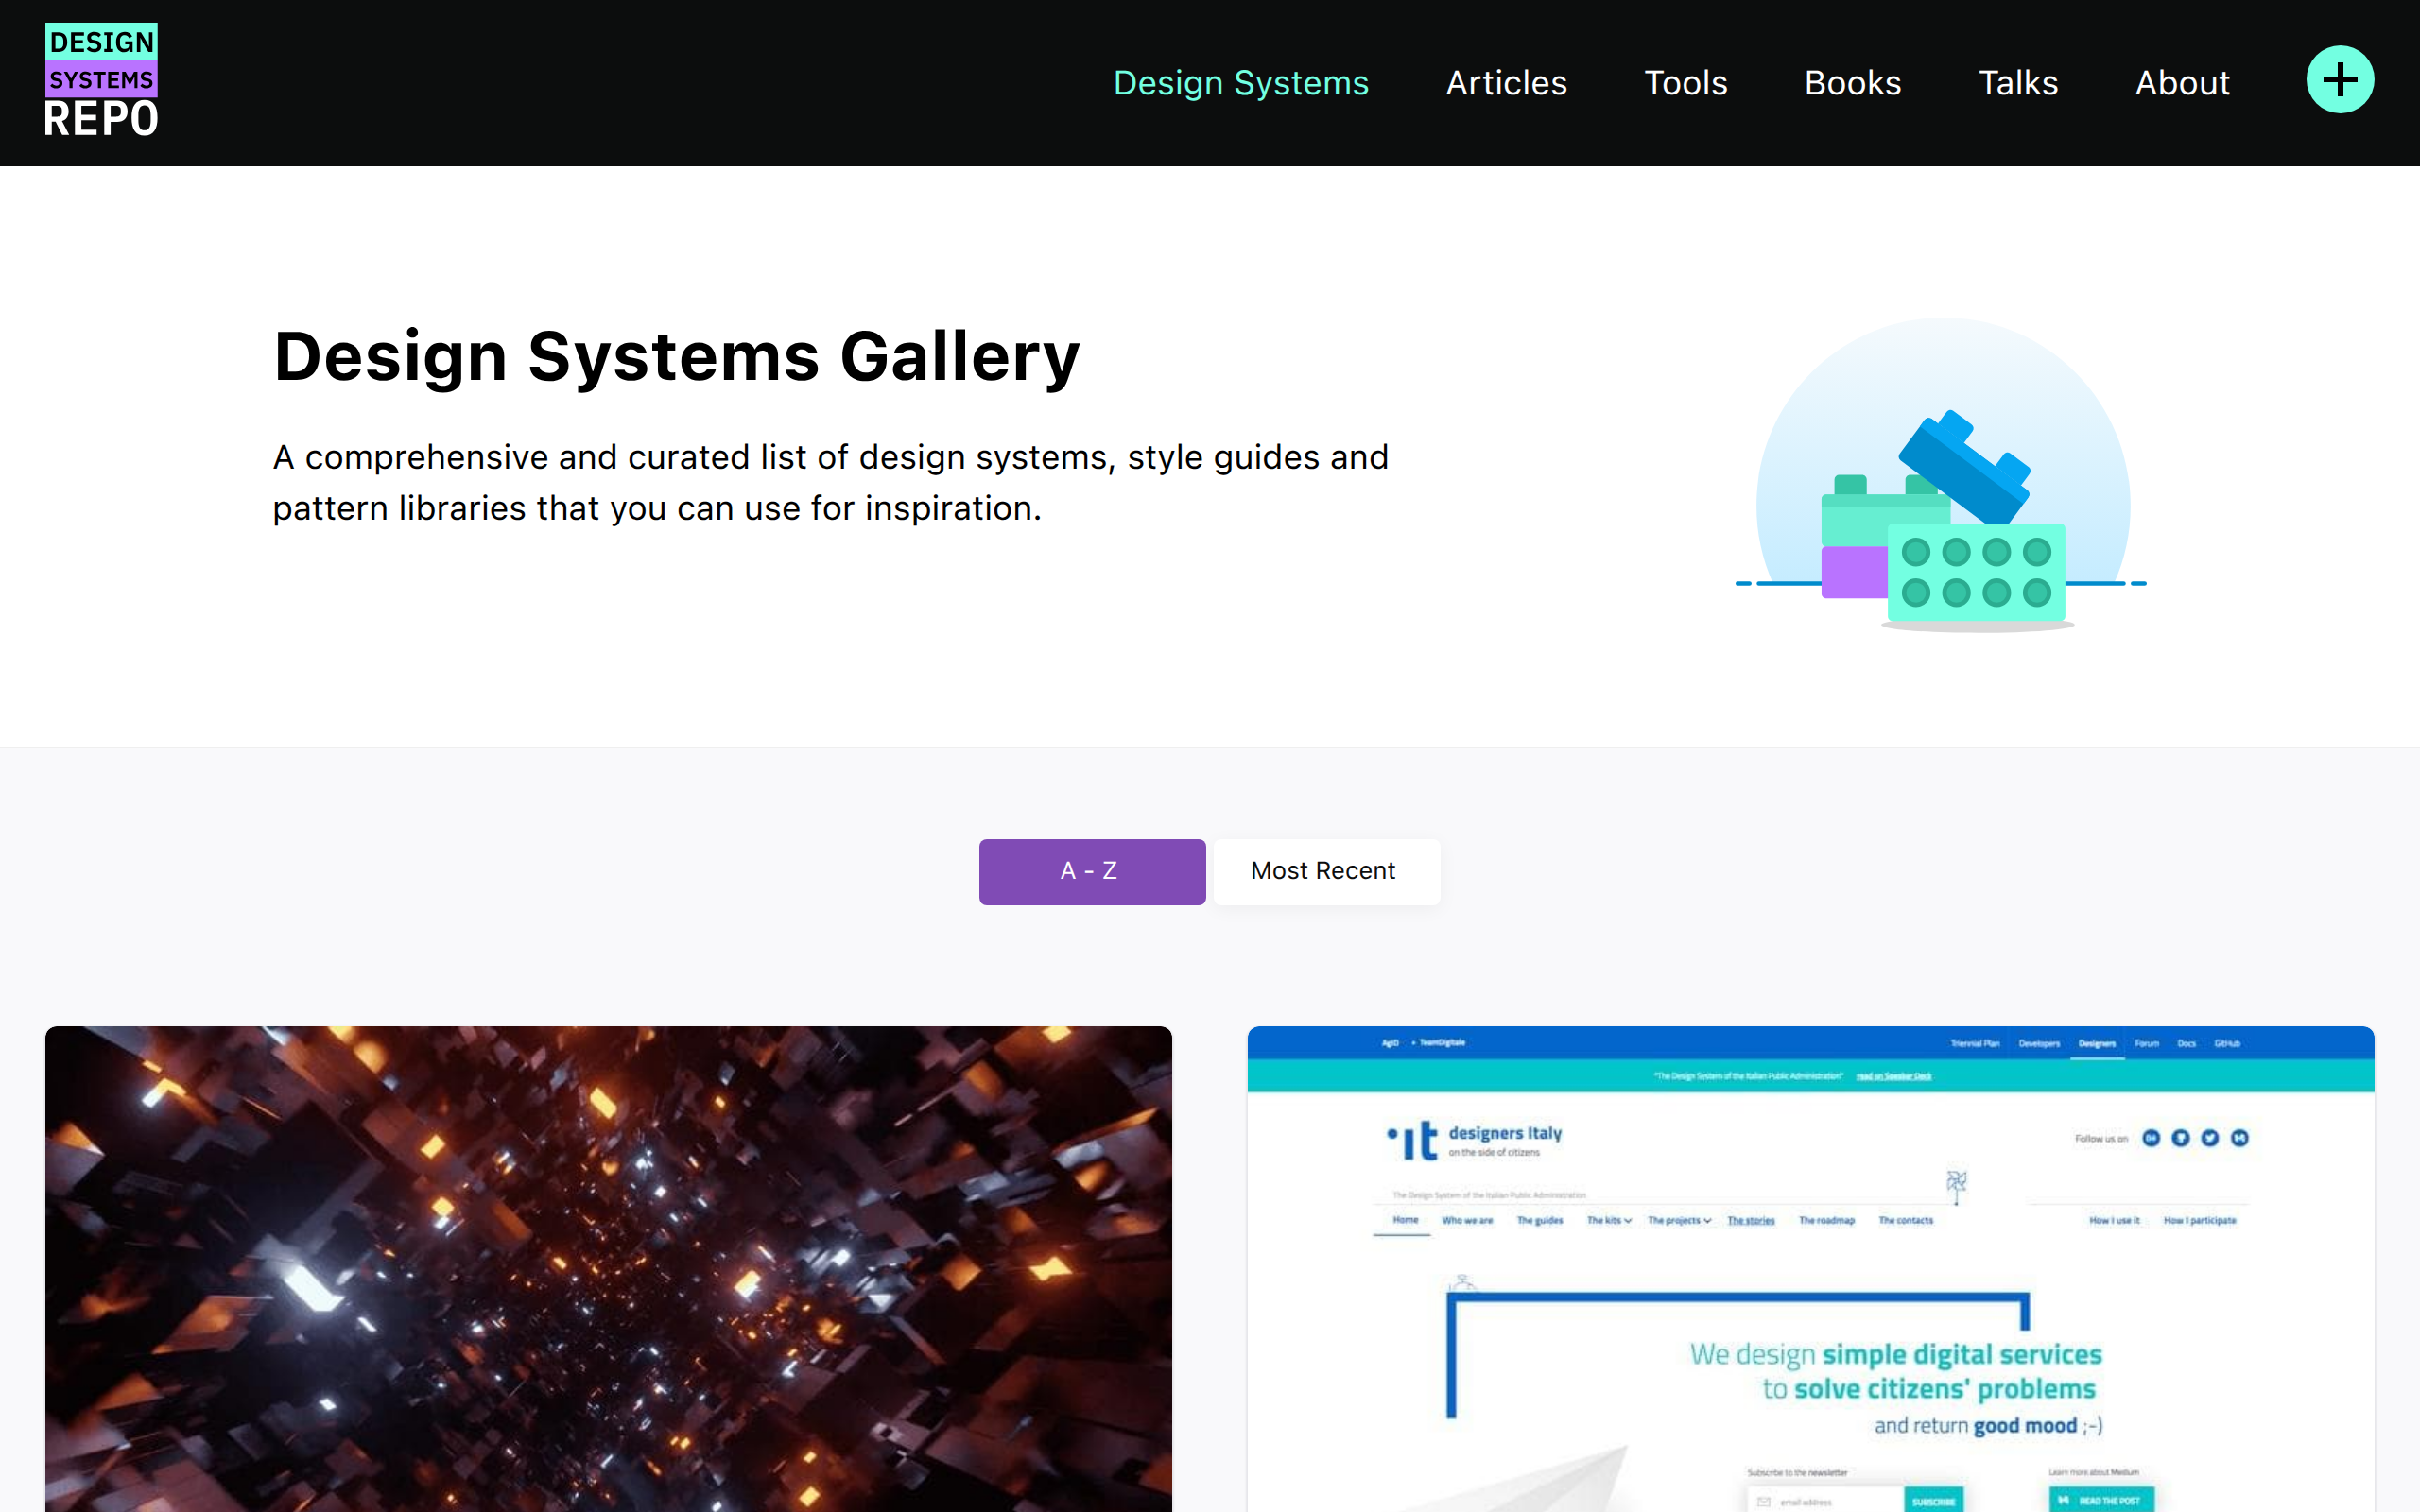 DESIGN
SYSTEMS
REPO
Design Systems
Articles
Tools
Books
Talks
About
Design Systems Gallery
A comprehensive and curated list of design systems, style guides and
pattern libraries that you can use for inspiration.
A - Z
Most Recent
AgID + TeamDigitale
Triennial Plan
Developers
Designers
Forum
Docs
GitHub
"The Design System of the Italian Public Administration" read on Speaker Deck
it
designers Italy
on the side of citizens
Follow us on
The Design System of the Italian Public Administration
Home
Who we are
The guides
The kits
The projects
The stories
The roadmap
The contacts
How I use it
How I participate
We design simple digital services
to solve citizens' problems
and return good mood ;-)
Subscribe to the newsletter
Learn more about Medium
email address
SUBSCRIBE
READ THE POST